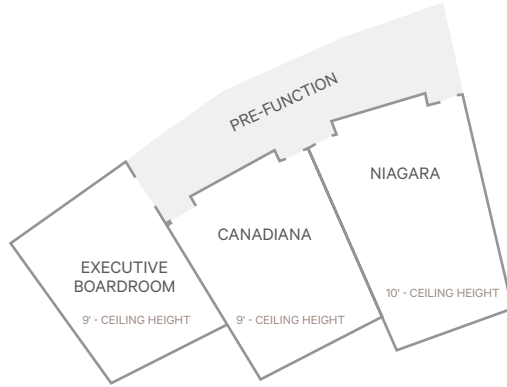 PRE-FUNCTION
NIAGARA
CANADIANA
EXECUTIVE
BOARDROOM
10' - CEILING HEIGHT
9' - CEILING HEIGHT
9' - CEILING HEIGHT